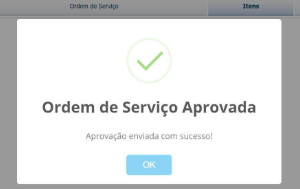 Ordem de Serviço
Itens
Ordem de Serviço Aprovada
Aprovação enviada com sucesso!
OK